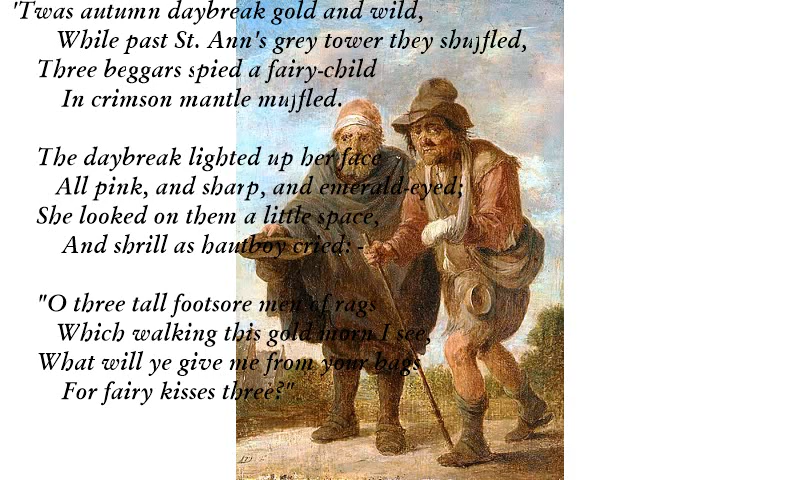 'Twas autumn daybreak gold and wild,
While past St. Ann's grey tower they shuffled,
Three beggars spied a fairy-child
In crimson mantle muffled.

The daybreak lighted up her face
All pink, and sharp, and emerald-eyed;
She looked on them a little space,
And shrill as hautboy cried: -

"O three tall footsore men of rags
Which walking this gold morn I see,
What will ye give me from your bags
For fairy kisses three?"